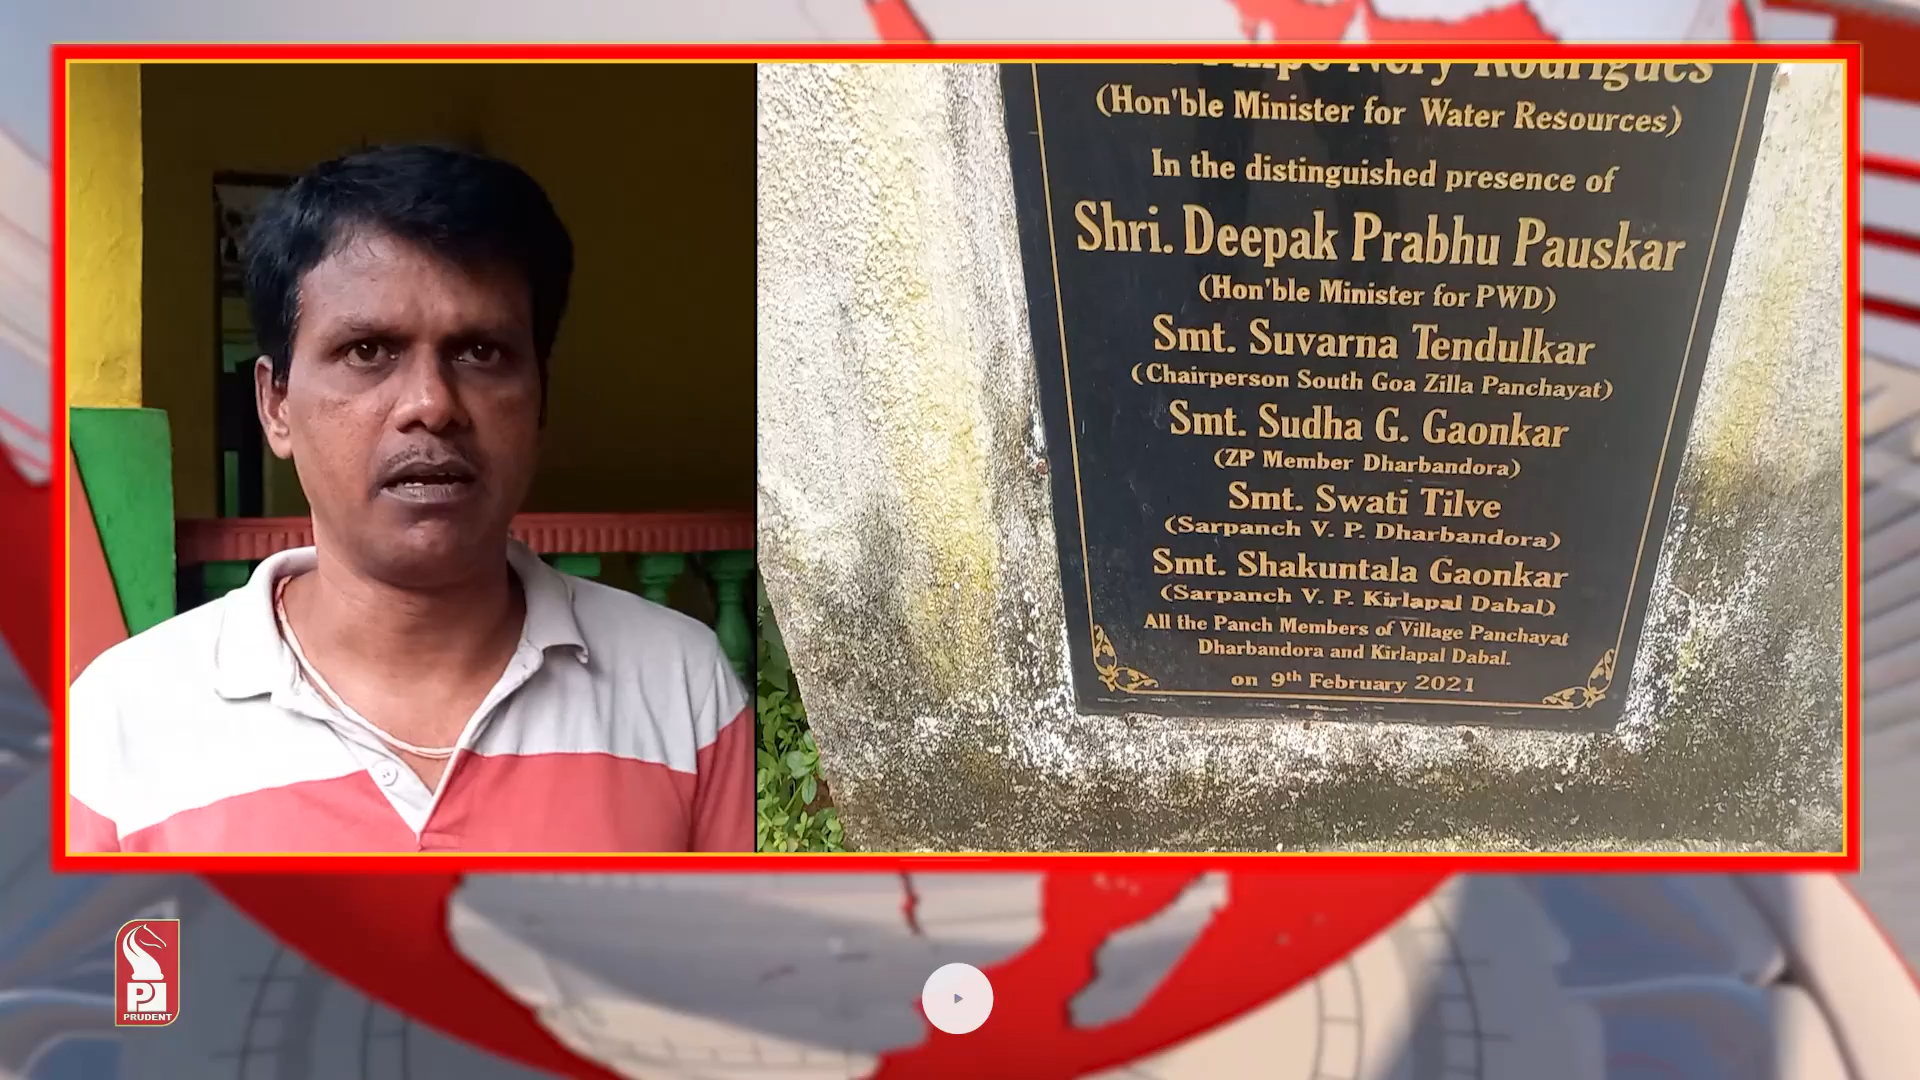 Nery Rodrigues
(Hon'ble Minister for Water Resources)
In the distinguished presence of
Shri. Deepak Prabhu Pauskar
(Hon'ble Minister for PWD)
Smt. Suvarna Tendulkar
(Chairperson South Goa Zilla Panchayat)
Smt. Sudha G. Gaonkar
(ZP Member Dharbandora)
Smt. Swati Tilve
(Sarpanch V. P. Dharbandora)
Smt. Shakuntala Gaonkar
(Sarpanch V. P. Kirlapal Dabal)
All the Panch Members of Village Panchayat
Dharbandora and Kirlapal Dabal.
on 9th February 2021
P
PRUDENT